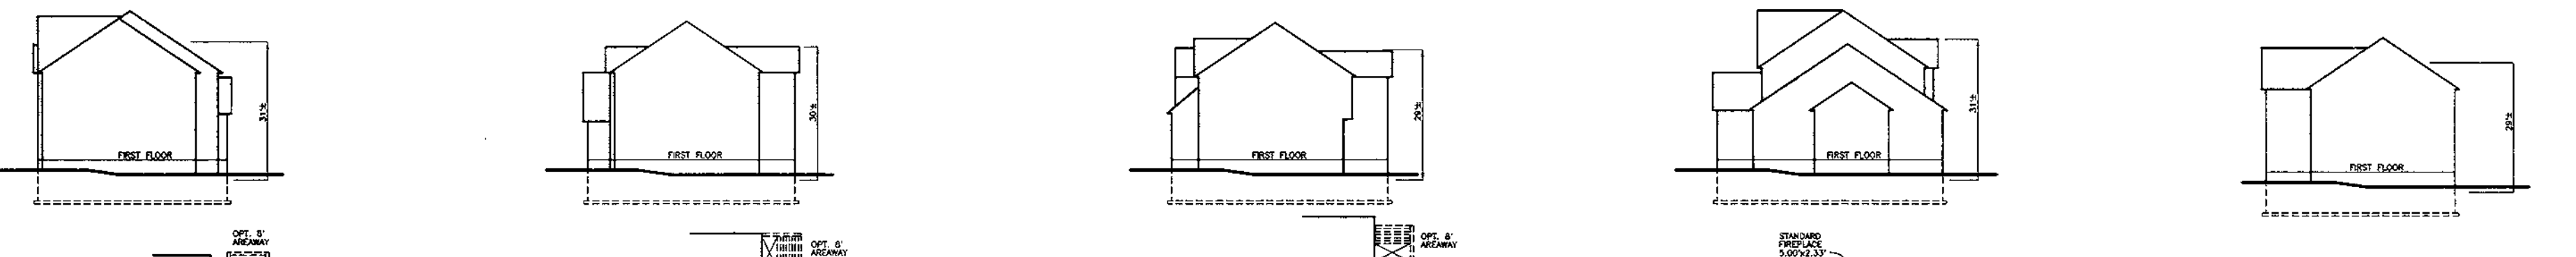 31'±
FIRST FLOOR
30'±
FIRST FLOOR
29'±
FIRST FLOOR
31'±
FIRST FLOOR
29'±
FIRST FLOOR
OPT. 8'
AREAWAY
OPT. 8'
AREAWAY
OPT. 8'
AREAWAY
STANDARD
FIREPLACE
5.00'x2.33'